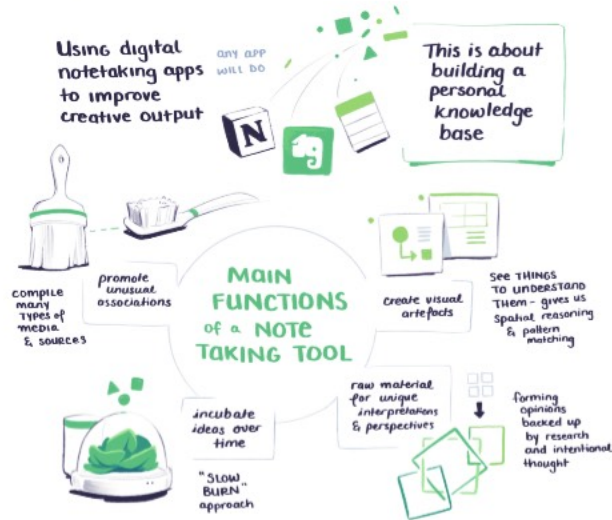 Using digital
notetaking apps
to improve
creative output
ANY APP
WILL DO
This is about
building a
personal
knowledge
base
N
MAIN
FUNCTIONS
of a NOTE
TAKING TOOL
COMPILE
MANY
TYPES of
MEDIA
& SOURCES
promote
unusual
associations
create visual
artefacts
SEE THINGS
TO UNDERSTAND
THEM - gives us
spatial reasoning
& pattern
matching
incubate
ideas over
time
"SLOW
BURN"
approach
raw material
for unique
interpretations
& perspectives
forming
opinions
backed up
by research
and intentional
thought